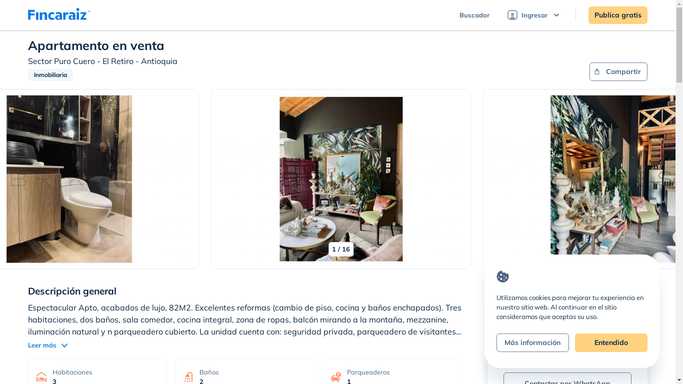 Fincaraiz
Buscador
Ingresar
Publica gratis
Apartamento en venta
Sector Puro Cuero - El Retiro - Antioquia
Inmobiliaria
Compartir
1 / 16
Descripción general
Espectacular Apto, acabados de lujo, 82M2. Excelentes reformas (cambio de piso, cocina y baños enchapados). Tres
habitaciones, dos baños, sala comedor, cocina integral, zona de ropas, balcón mirando a la montaña, mezzanine,
iluminación natural y n parqueadero cubierto. La unidad cuenta con: seguridad privada, parqueadero de visitantes...
Leer más
Habitaciones
3
Baños
2
Parqueaderos
1
Utilizamos cookies para mejorar tu experiencia en
nuestro sitio web. Al continuar en el sitio
consideramos que aceptas su uso.
Más información
Entendido
Contactar por WhatsApp